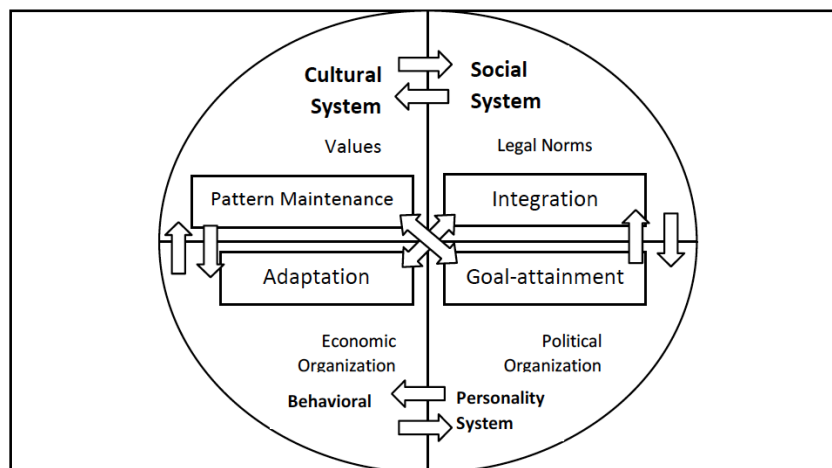 Cultural
System
Social
System
Values
Legal Norms
Pattern Maintenance
Integration
Adaptation
Goal-attainment
Economic
Organization
Political
Organization
Behavioral
Personality
System